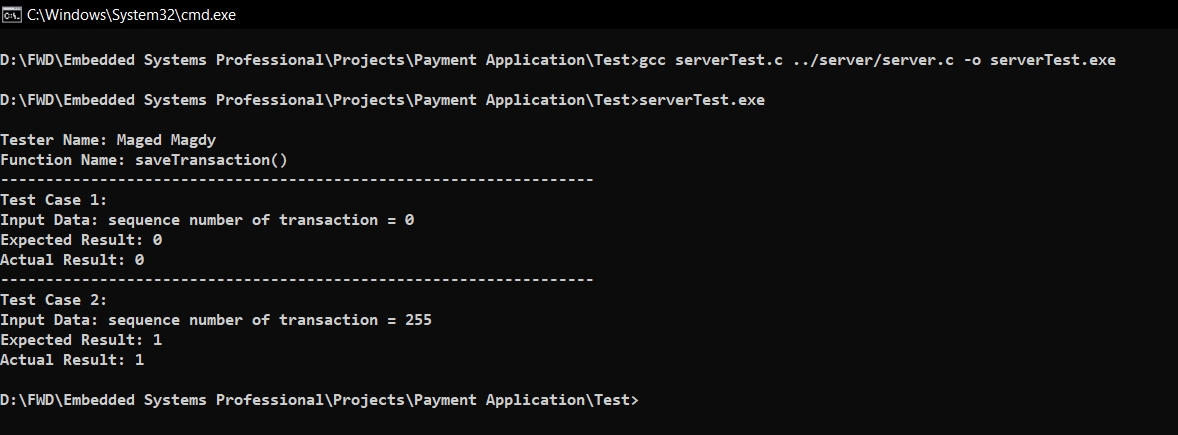 C:\Windows\System32\cmd.exe
D:\FWD\Embedded Systems Professional\Projects\Payment Application\Test>gcc serverTest.c ../server/server.c -o serverTest.exe
D:\FWD\Embedded Systems Professional\Projects\Payment Application\Test>serverTest.exe
Tester Name: Maged Magdy
Function Name: saveTransaction()
------------------------------------------------------------------
Test Case 1:
Input Data: sequence number of transaction = 0
Expected Result: 0
Actual Result: 0
------------------------------------------------------------------
Test Case 2:
Input Data: sequence number of transaction = 255
Expected Result: 1
Actual Result: 1
D:\FWD\Embedded Systems Professional\Projects\Payment Application\Test>